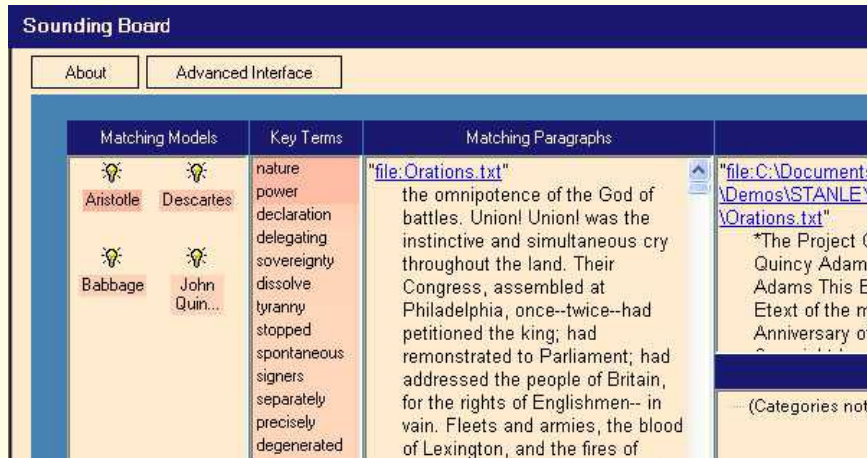 Sounding Board
About
Advanced Interface
Matching Models
Key Terms
Matching Paragraphs
Aristotle
Descartes
Babbage
John
Quin...
nature
power
declaration
delegating
sovereignty
dissolve
tyranny
stopped
spontaneous
signers
separately
precisely
degenerated
"file:Orations.txt"
the omnipotence of the God of
battles. Union! Union! was the
instinctive and simultaneous cry
throughout the land. Their
Congress, assembled at
Philadelphia, once--twice--had
petitioned the king; had
remonstrated to Parliament; had
addressed the people of Britain,
for the rights of Englishmen-- in
vain. Fleets and armies, the blood
of Lexington, and the fires of
"file:C:\Documents
\Demos\STANLEY
\Orations.txt"
*The Project
Quincy Adam
Adams This E
Etext of the m
Anniversary o
(Categories not